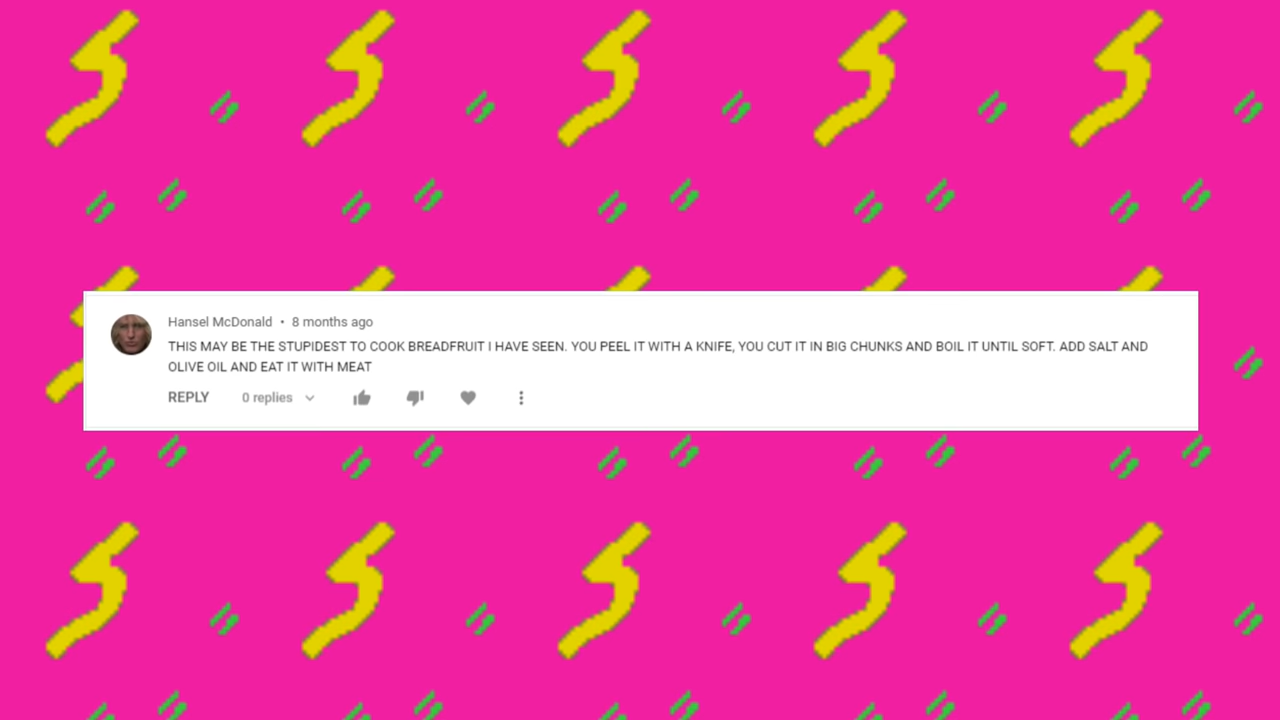 Hansel McDonald • 8 months ago
THIS MAY BE THE STUPIDEST TO COOK BREADFRUIT I HAVE SEEN. YOU PEEL IT WITH A KNIFE, YOU CUT IT IN BIG CHUNKS AND BOIL IT UNTIL SOFT. ADD SALT AND
OLIVE OIL AND EAT IT WITH MEAT
REPLY 0 replies